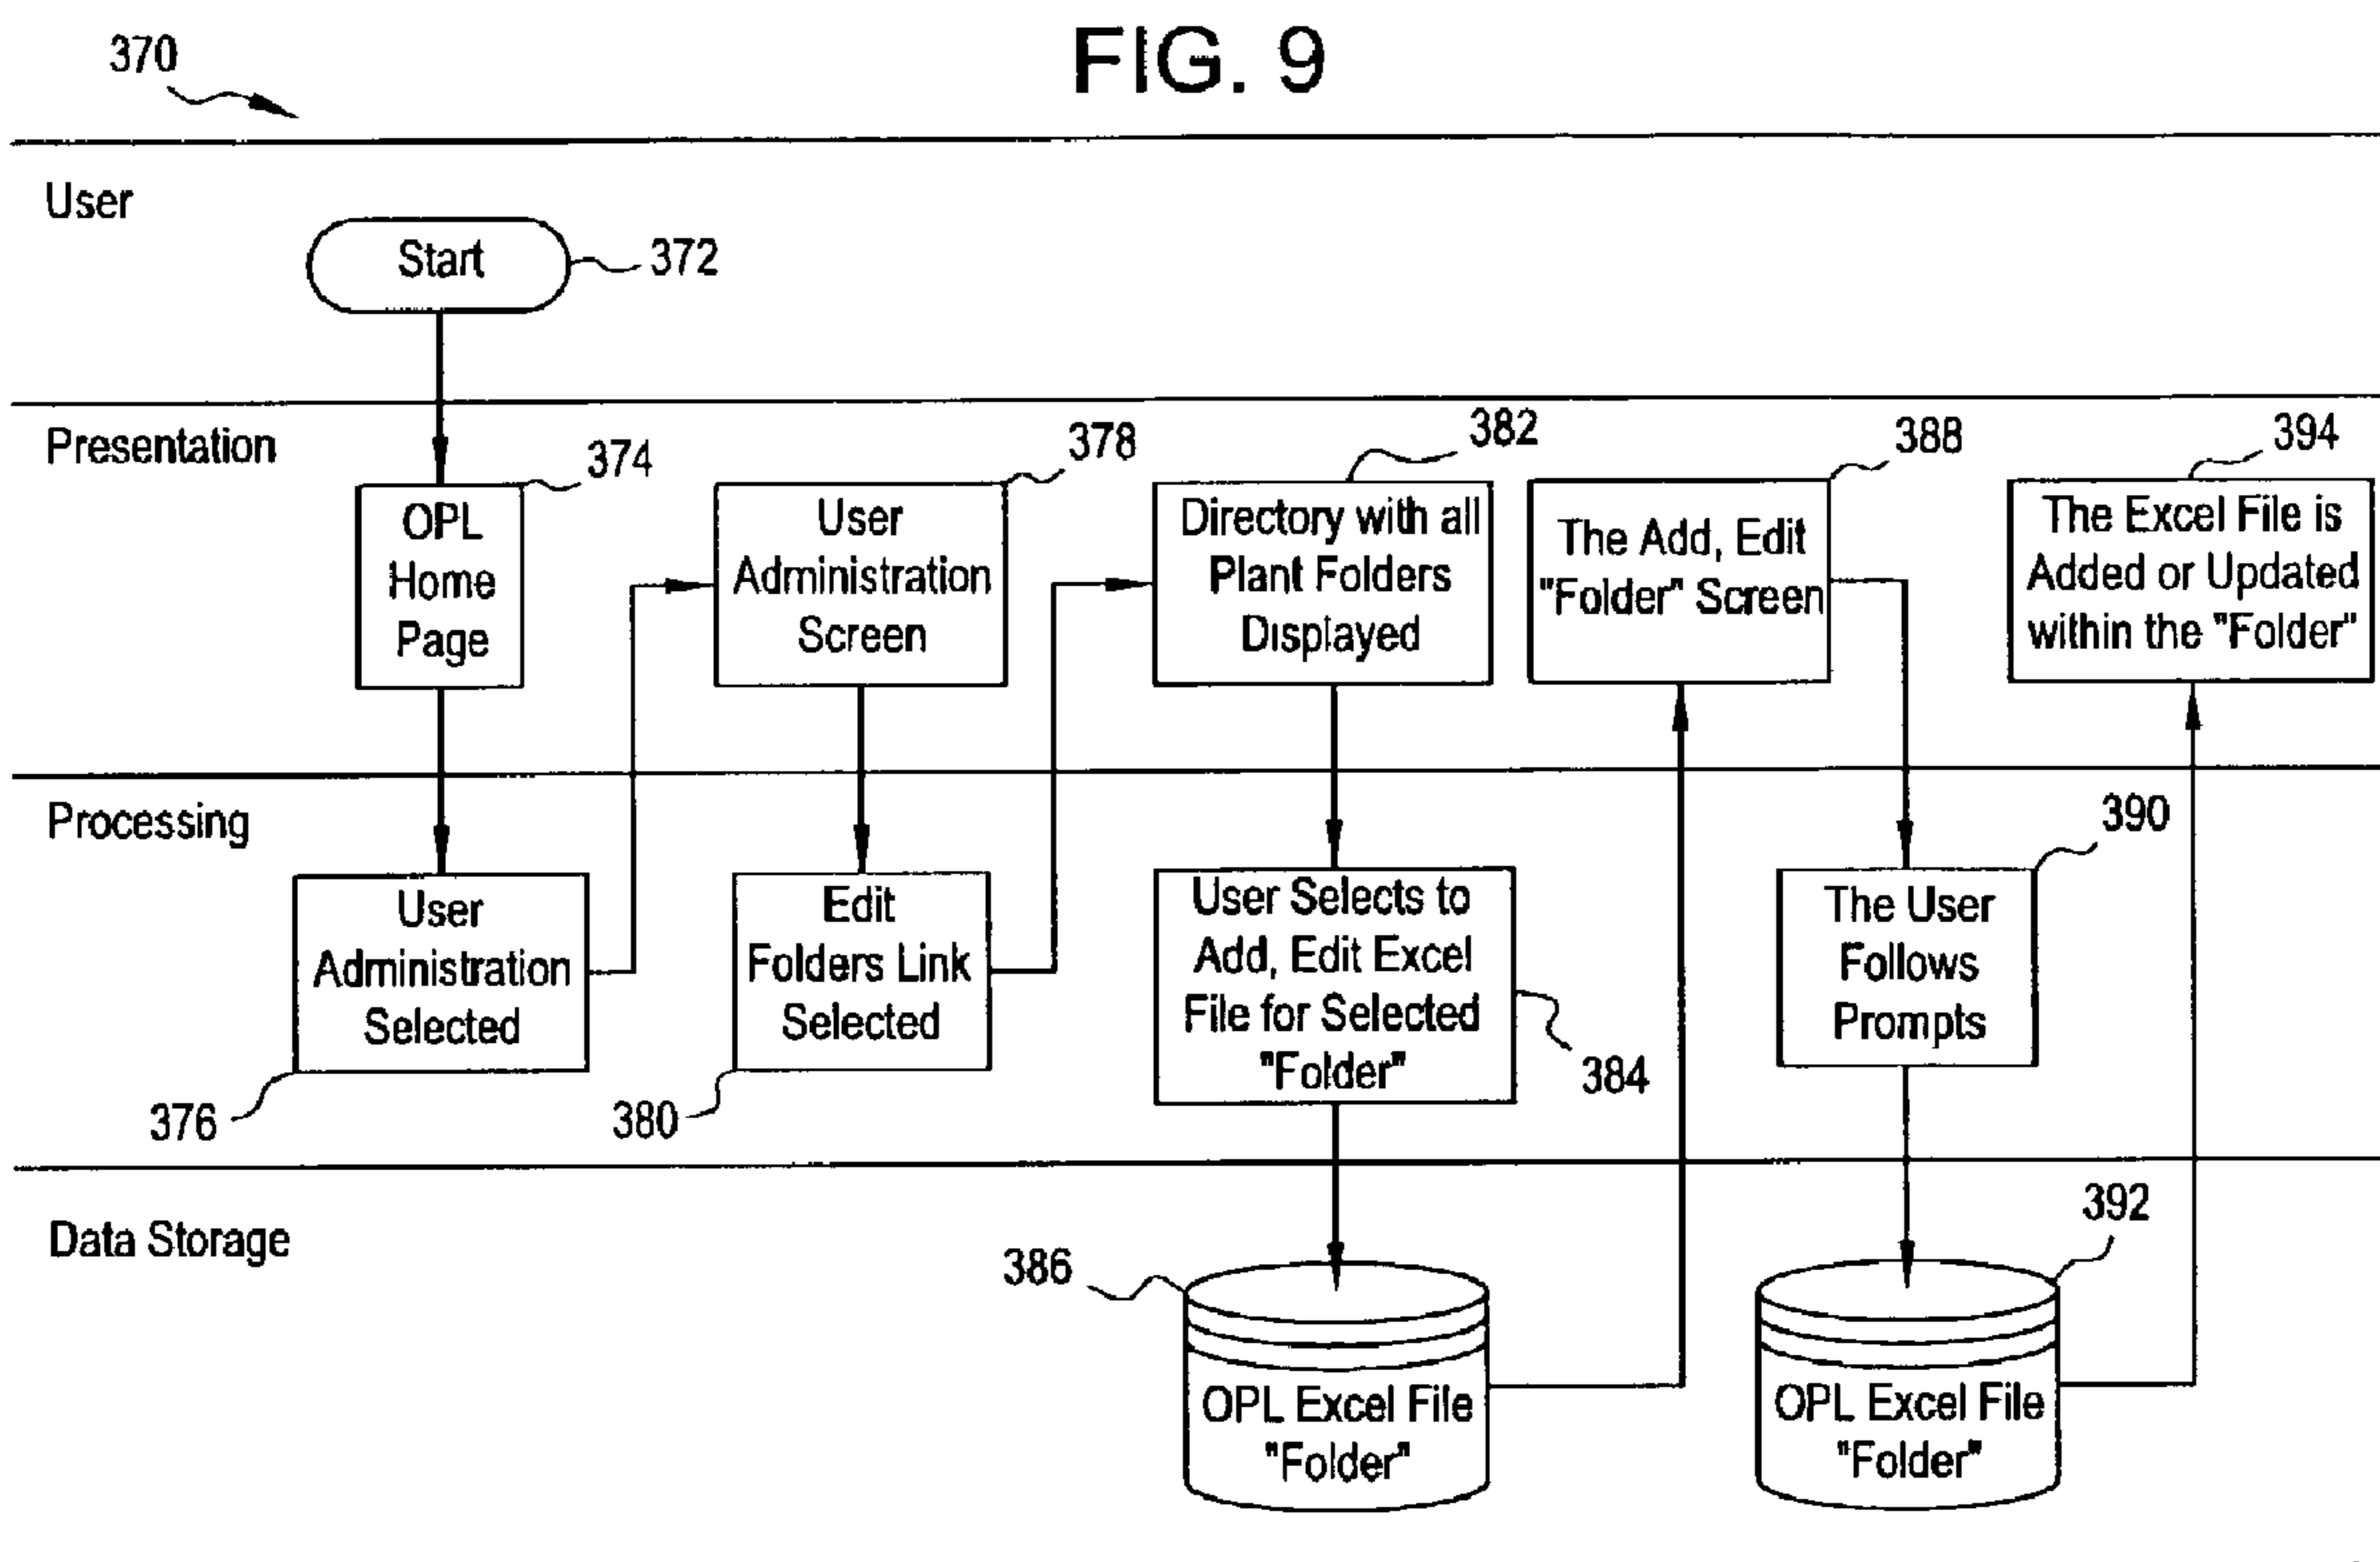 FIG. 9
370
User
Start
372
Presentation
374
OPL
Home
Page
378
User
Administration
Screen
382
Directory with all
Plant Folders
Displayed
388
The Add, Edit
"Folder" Screen
394
The Excel File is
Added or Updated
within the "Folder"
Processing
User
Administration
Selected
376
Edit
Folders Link
Selected
380
User Selects to
Add, Edit Excel
File for Selected
"Folder"
384
390
The User
Follows
Prompts
Data Storage
386
OPL Excel File
"Folder"
392
OPL Excel File
"Folder"